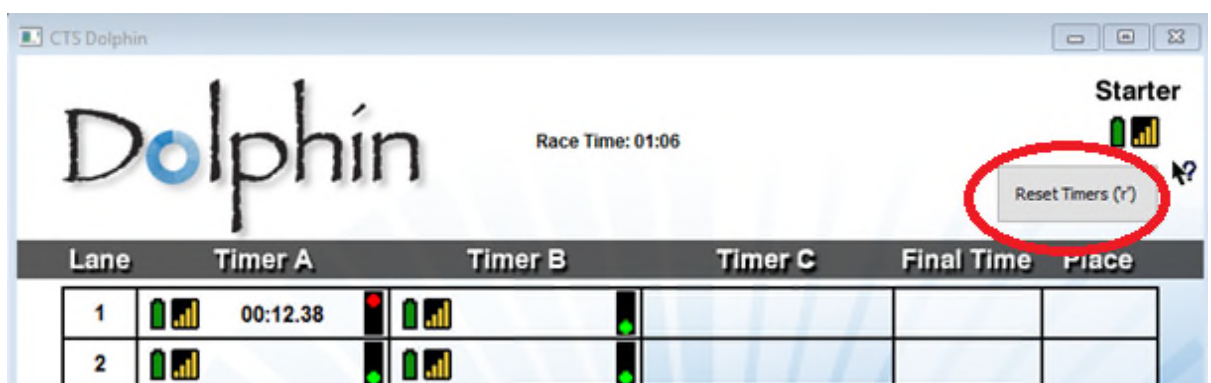 CTS Dolphin
Starter
Dolphin
Race Time: 01:06
Reset Timers ('r')
Lane Timer A Timer B Timer C Final Time Place
1 00:12.38
2